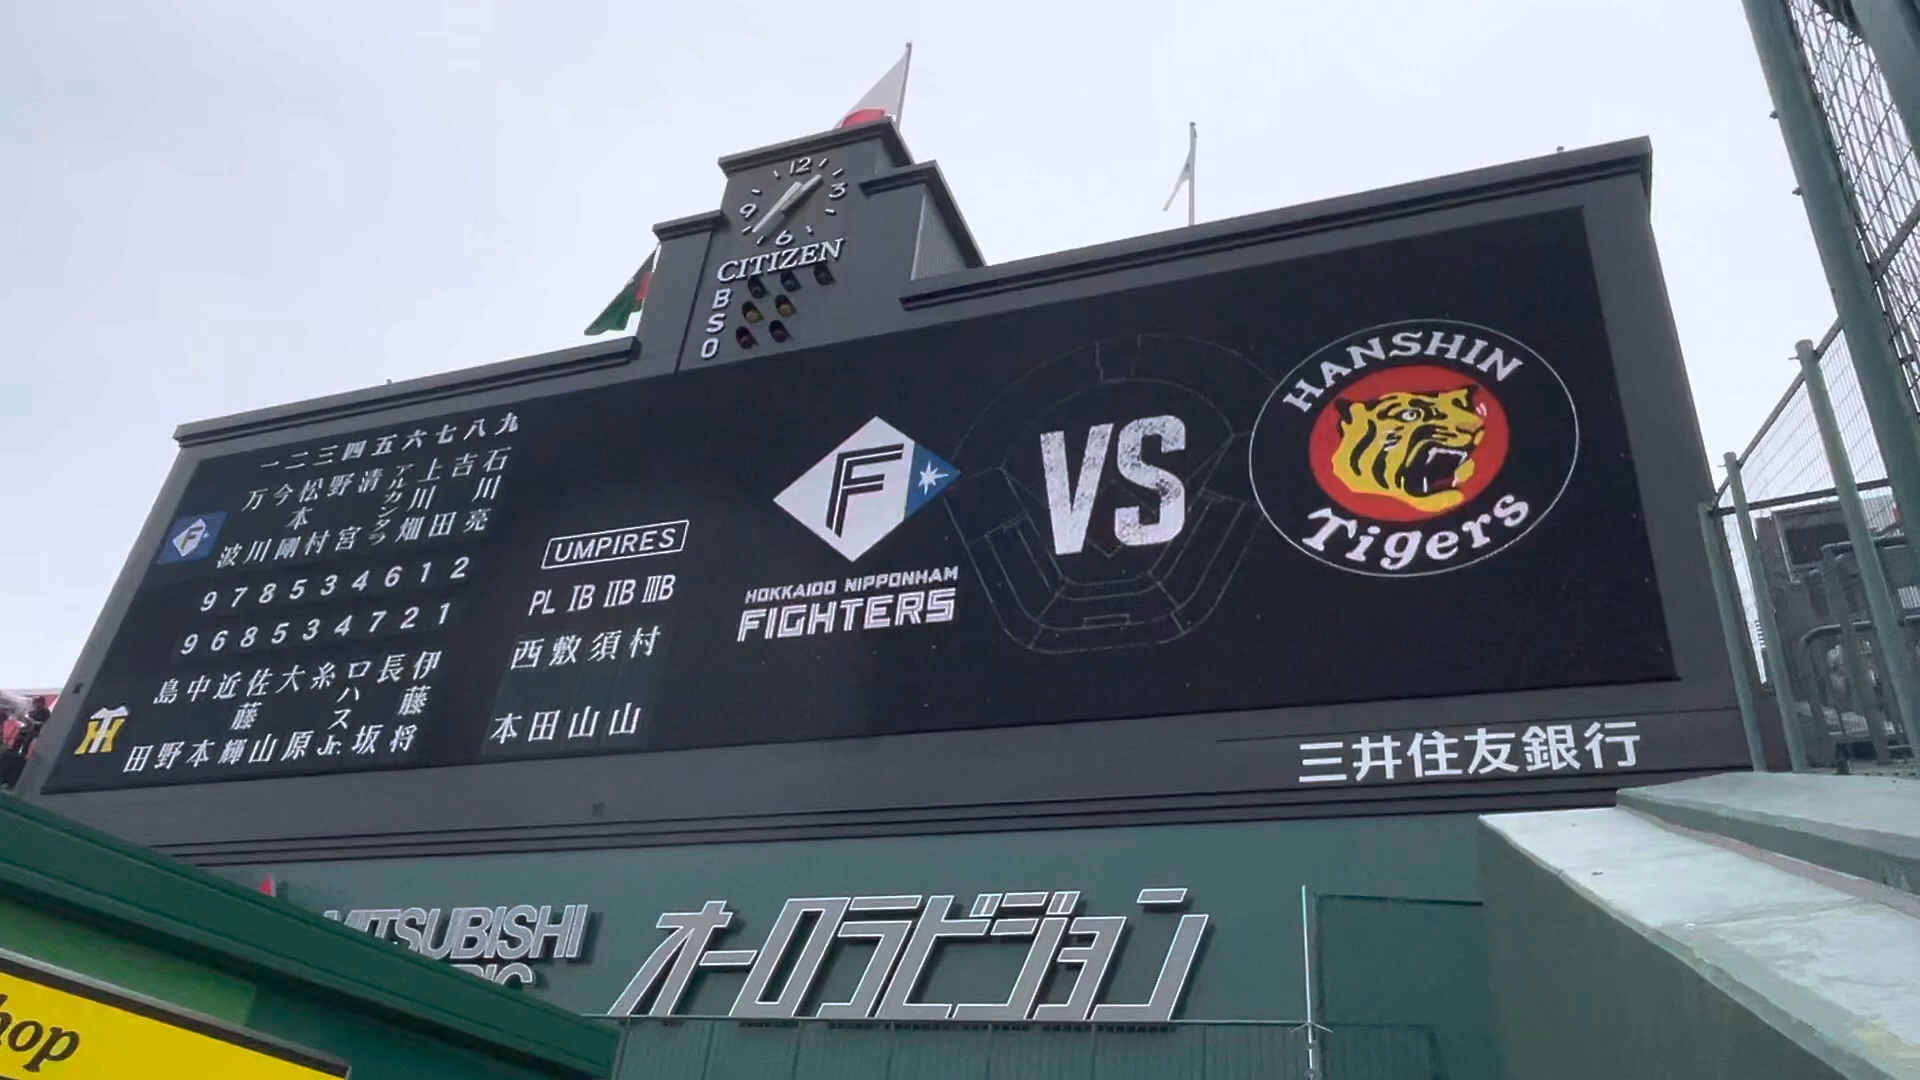 12
3
9
6
CITIZEN
B
S
O
一 二 三 四 五 六 七 八 九
万波 今川 松本剛 野村 清宮 アルカンタラ 上川畑 吉田 石川亮
9 7 8 5 3 4 6 1 2
9 6 8 5 3 4 7 2 1
島田 中野 近本 佐藤輝 大山 糸原 ロハスJr. 長坂 伊藤将
UMPIRES
PL ⅠB ⅡB ⅢB
西本 敷田 須山 村山
F
HOKKAIDO NIPPONHAM
FIGHTERS
VS
HANSHIN
Tigers
三井住友銀行
MITSUBISHI
オーロラビジョン
hop